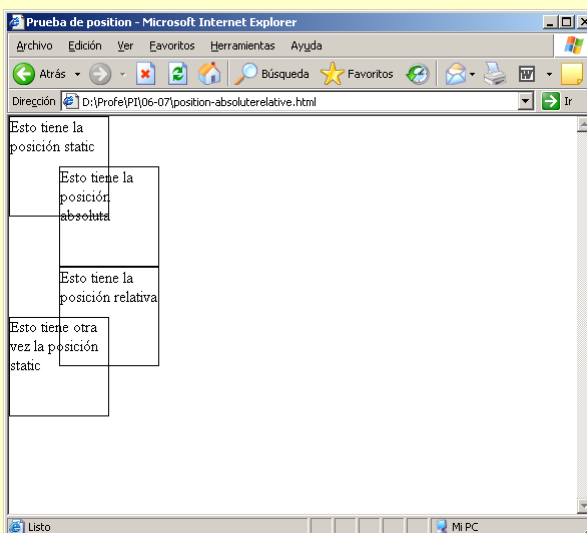 Prueba de position - Microsoft Internet Explorer
Archivo Edición Ver Favoritos Herramientas Ayuda
Atrás Búsqueda Favoritos
Dirección D:\Profe\PI\06-07\position-absoluterelative.html Ir
Esto tiene la
posición static
Esto tiene la
posición
absoluta
Esto tiene la
posición relativa
Esto tiene otra
vez la posición
static
Listo Mi PC